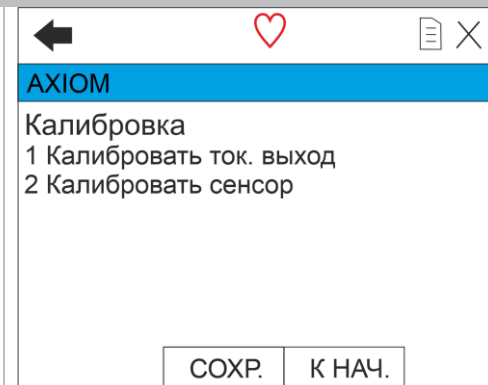 AXIOM
Калибровка
1 Калибровать ток. выход
2 Калибровать сенсор
СОХР. К НАЧ.